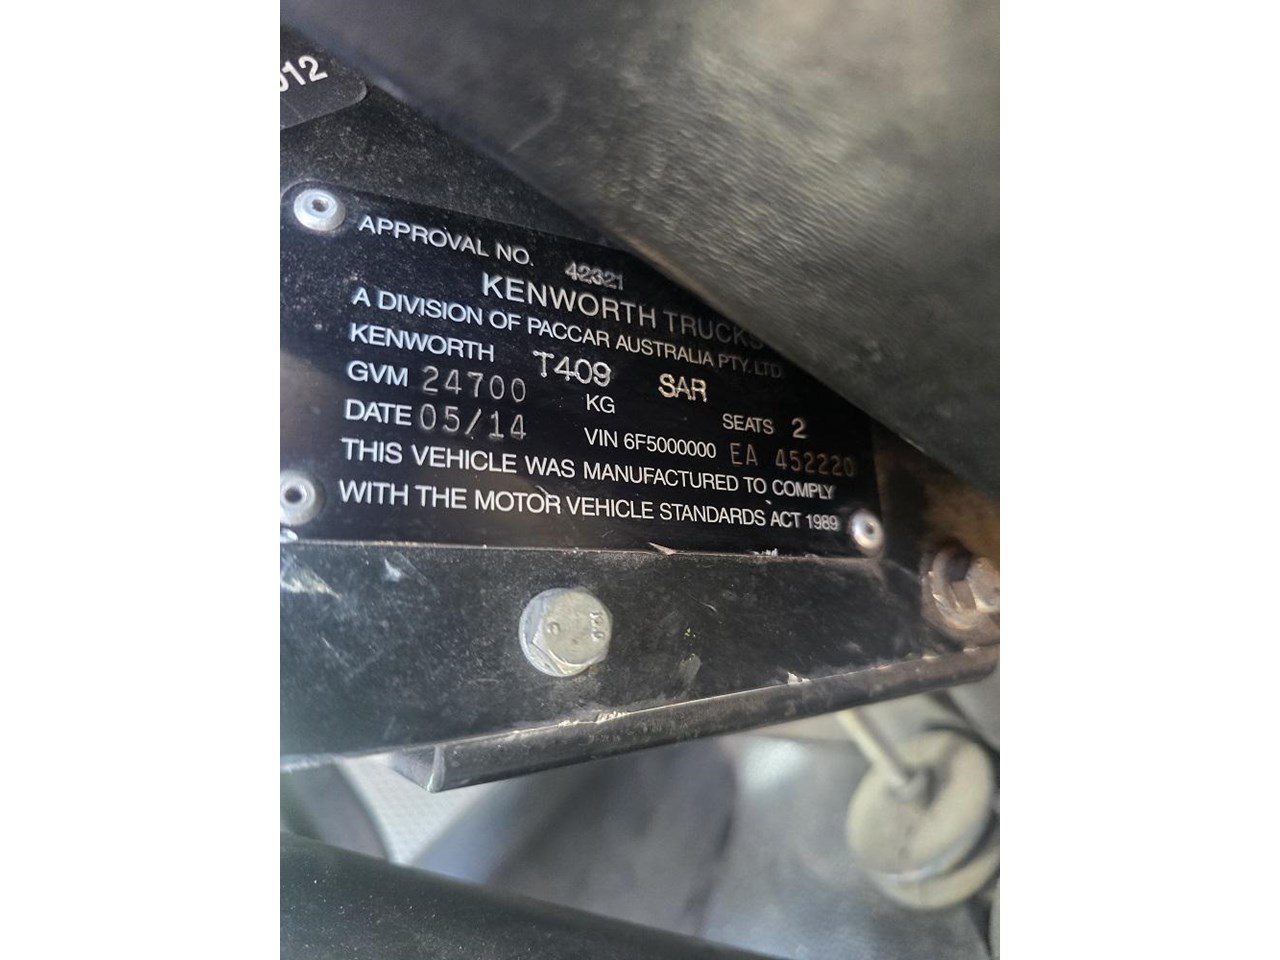 012
APPROVAL NO. 42321
KENWORTH TRUCKS
A DIVISION OF PACCAR AUSTRALIA PTY. LTD
KENWORTH T409 SAR
GVM 24700 KG SEATS 2
DATE 05/14 VIN 6F5000000 EA 452220
THIS VEHICLE WAS MANUFACTURED TO COMPLY
WITH THE MOTOR VEHICLE STANDARDS ACT 1989